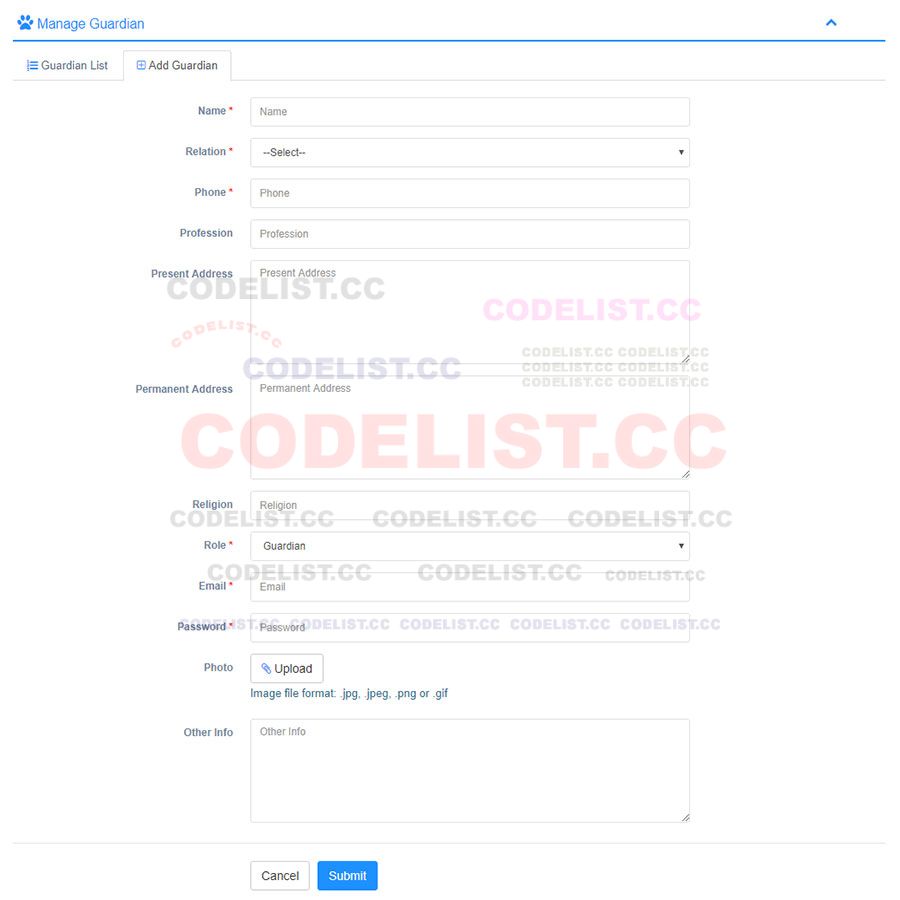 Manage Guardian
Guardian List Add Guardian
Name * Name
Relation * --Select--
Phone * Phone
Profession Profession
Present Address Present Address
CODELIST.CC
CODELIST.CC
CODELIST.CC
CODELIST.CC CODELIST.CC
CODELIST.CC
CODELIST.CC CODELIST.CC
CODELIST.CC CODELIST.CC
Permanent Address Permanent Address
CODELIST.CC
Religion Religion
CODELIST.CC CODELIST.CC CODELIST.CC
Role * Guardian
CODELIST.CC CODELIST.CC CODELIST.CC
Email * Email
CODELIST.CC CODELIST.CC CODELIST.CC CODELIST.CC CODELIST.CC
Password * Password
Photo Upload
Image file format: .jpg, .jpeg, .png or .gif
Other Info Other Info
Cancel Submit